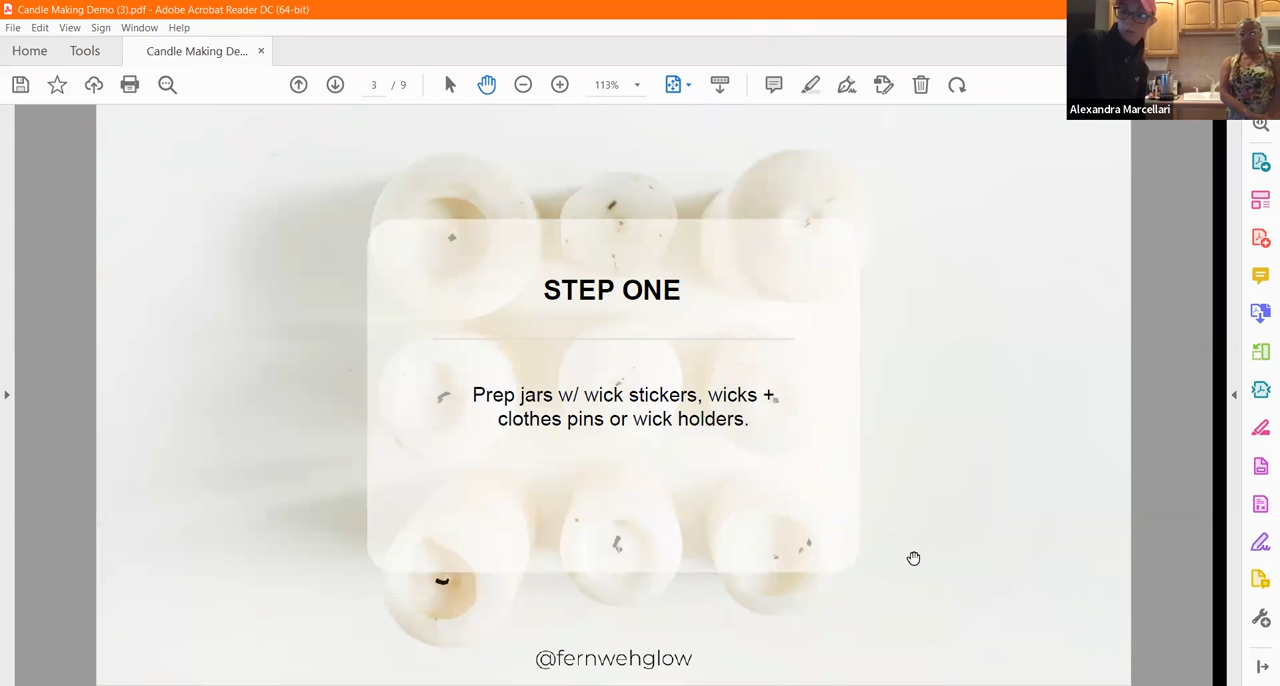 Candle Making Demo (3).pdf - Adobe Acrobat Reader DC (64-bit)
File Edit View Sign Window Help
Home Tools Candle Making De... ×
3 / 9 113%
Alexandra Marcellari
STEP ONE
Prep jars w/ wick stickers, wicks +
clothes pins or wick holders.
@fernwehglow